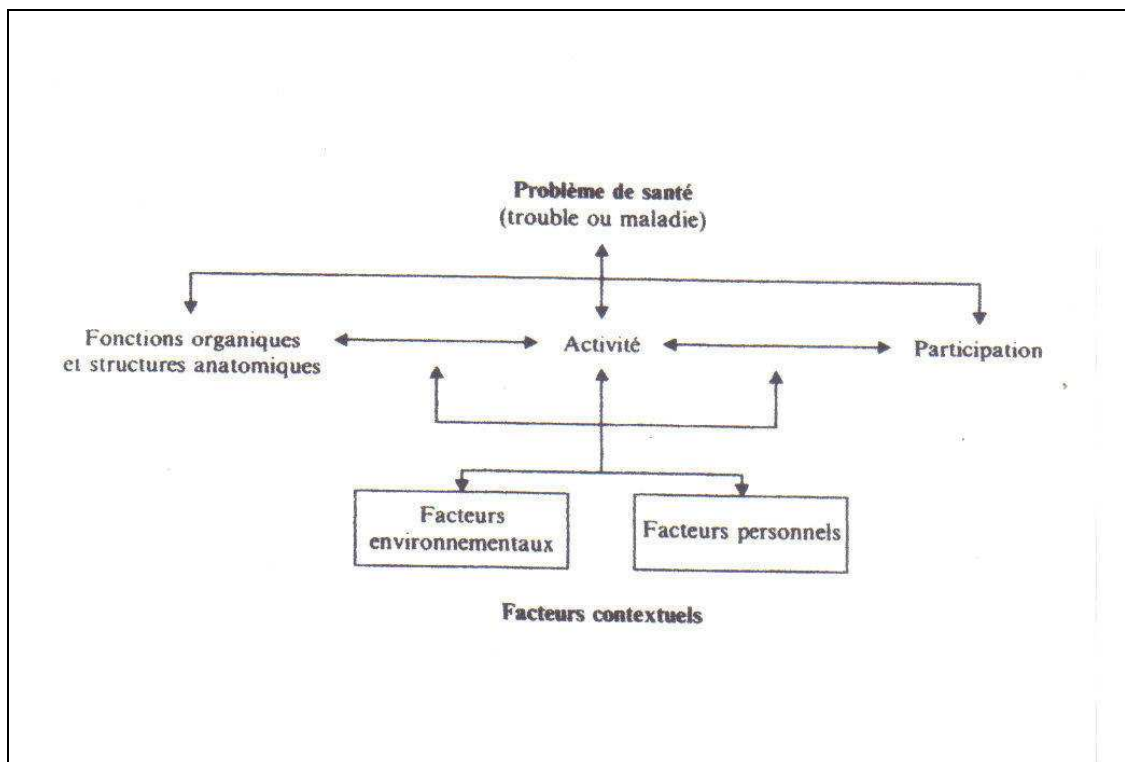 Problème de santé
(trouble ou maladie)
Fonctions organiques
et structures anatomiques
Activité
Participation
Facteurs
environnementaux
Facteurs personnels
Facteurs contextuels